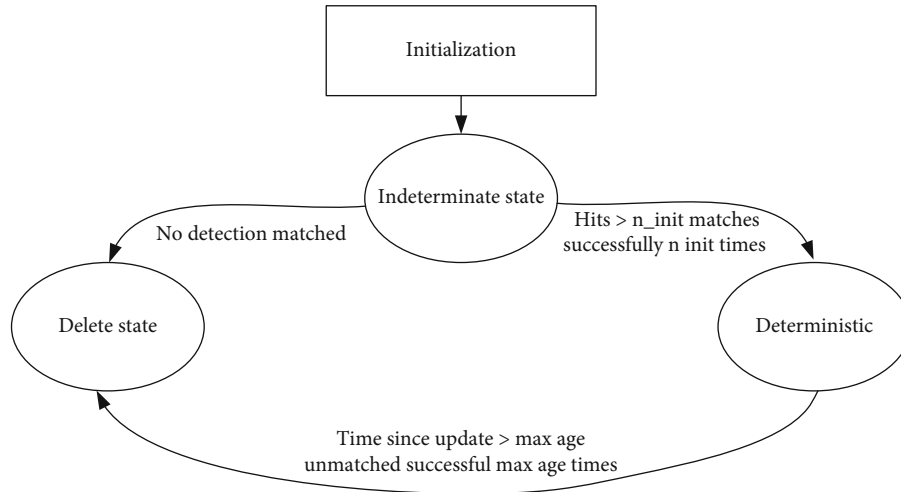 Initialization
Indeterminate state
No detection matched
Hits > n_init matches
successfully n init times
Delete state
Deterministic
Time since update > max age
unmatched successful max age times